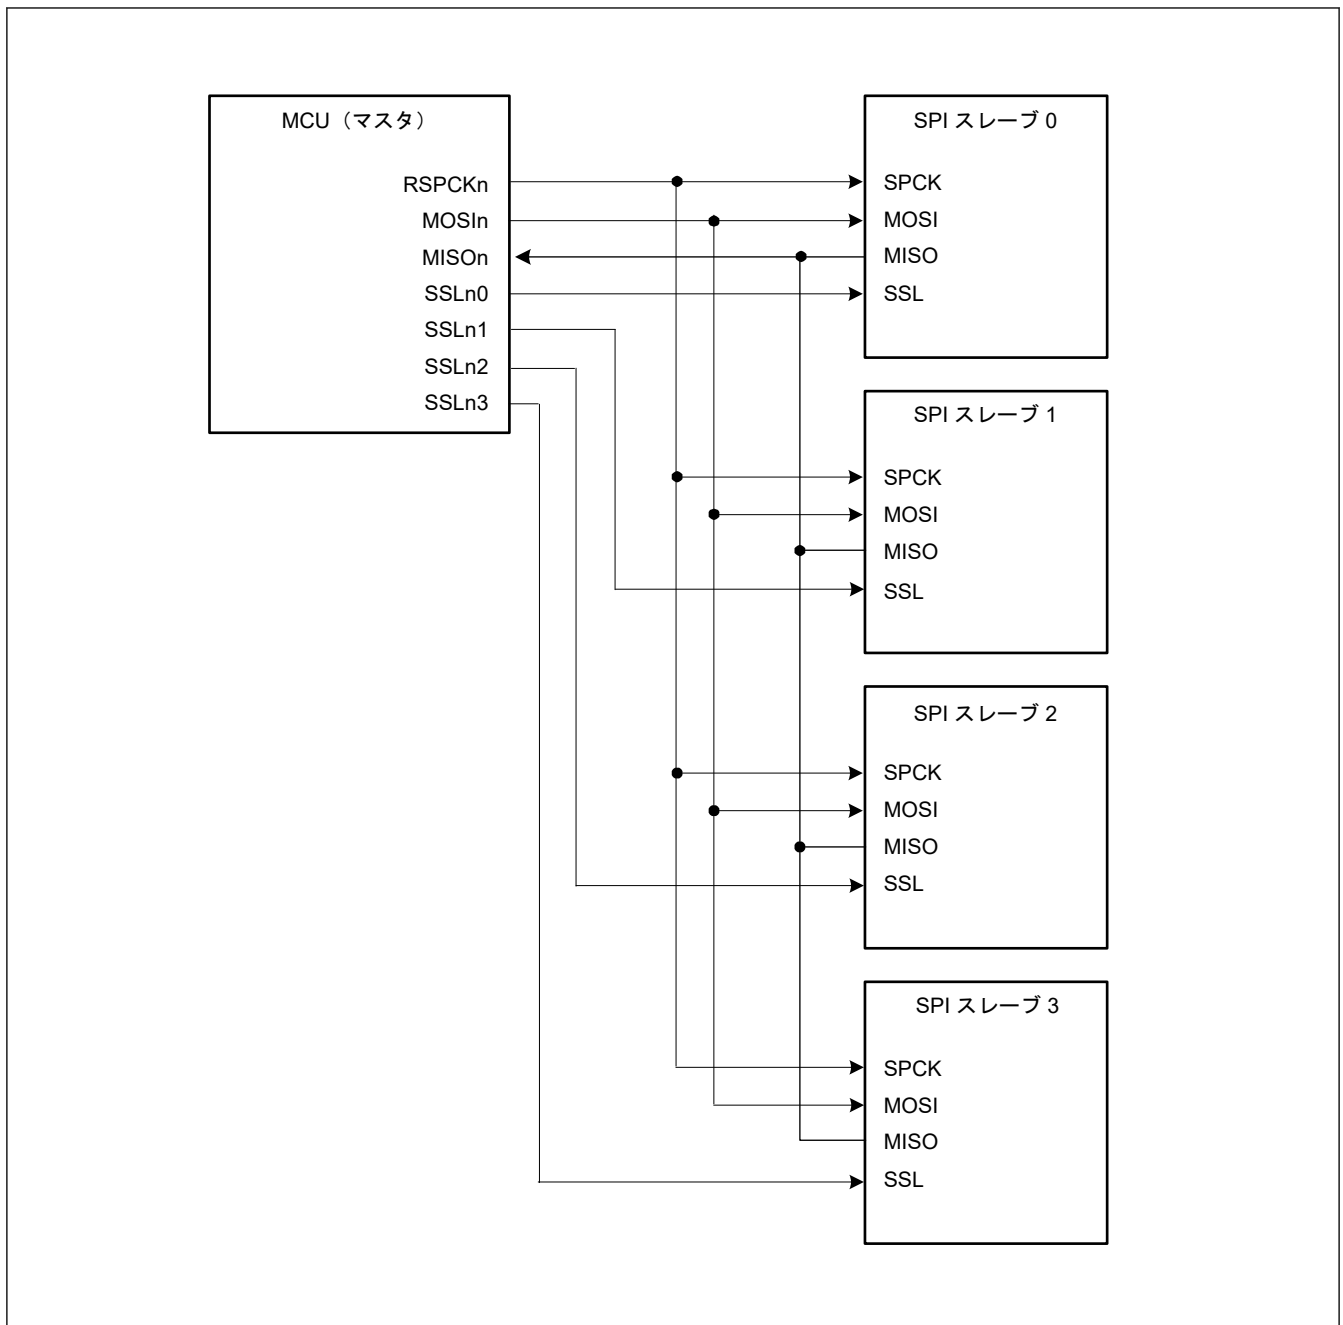 MCU（マスタ）
RSPCKn
MOSIn
MISOn
SSLn0
SSLn1
SSLn2
SSLn3
SPI スレーブ 0
SPCK
MOSI
MISO
SSL
SPI スレーブ 1
SPCK
MOSI
MISO
SSL
SPI スレーブ 2
SPCK
MOSI
MISO
SSL
SPI スレーブ 3
SPCK
MOSI
MISO
SSL